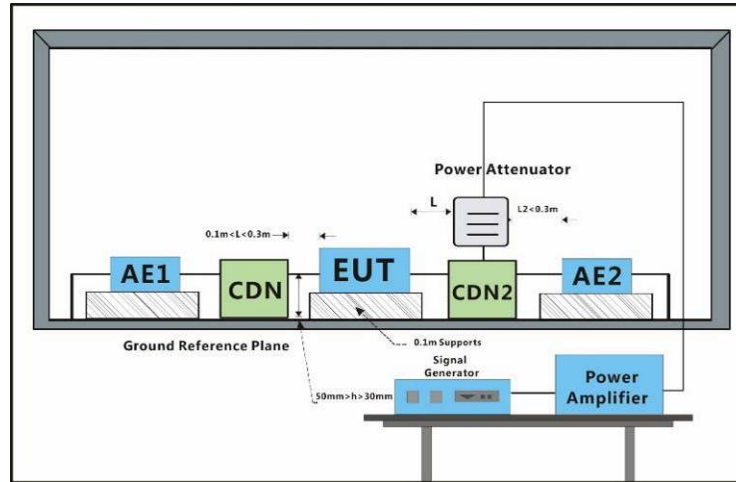 Power Attenuator
L
L2<0.3m
0.1m<L<0.3m
AE1
CDN
EUT
CDN2
AE2
Ground Reference Plane
0.1m Supports
Signal
Generator
50mm>h>30mm
Power
Amplifier